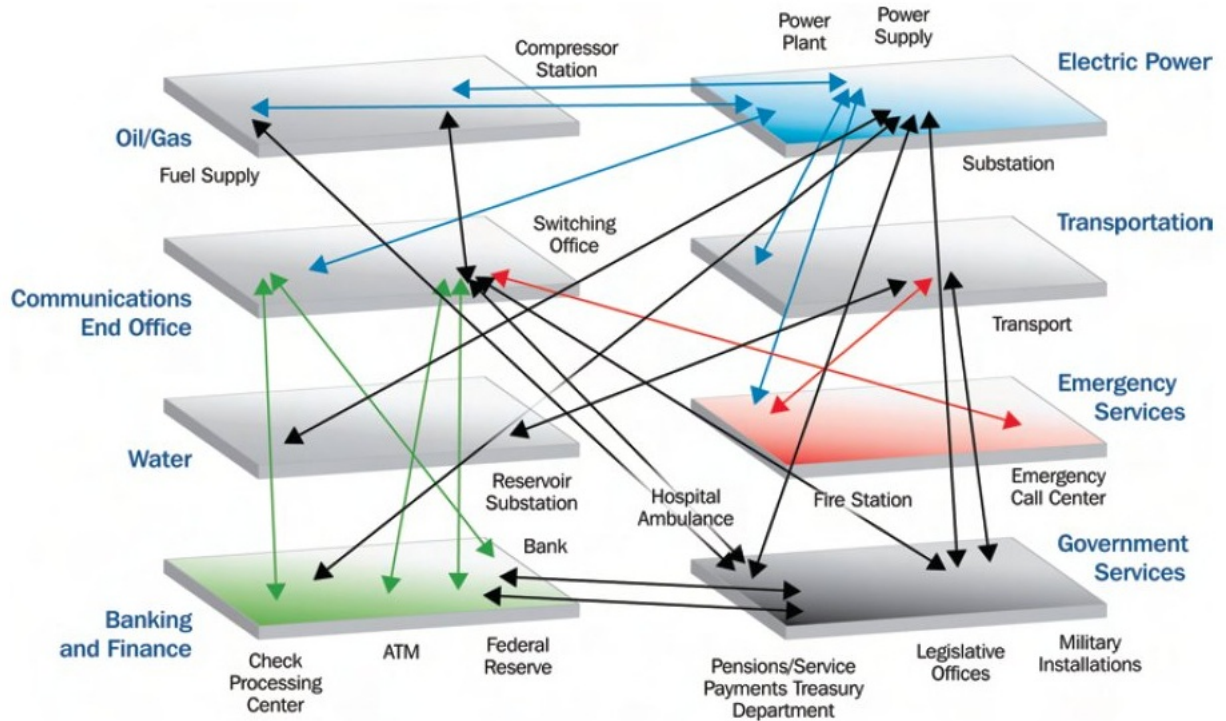 Power
Plant
Power
Supply
Compressor
Station
Electric Power
Oil/Gas
Fuel Supply
Substation
Switching
Office
Transportation
Communications
End Office
Transport
Emergency
Services
Water
Reservoir
Substation
Hospital
Ambulance
Fire Station
Emergency
Call Center
Bank
Government
Services
Banking
and Finance
Check
Processing
Center
ATM
Federal
Reserve
Pensions/Service
Payments Treasury
Department
Legislative
Offices
Military
Installations